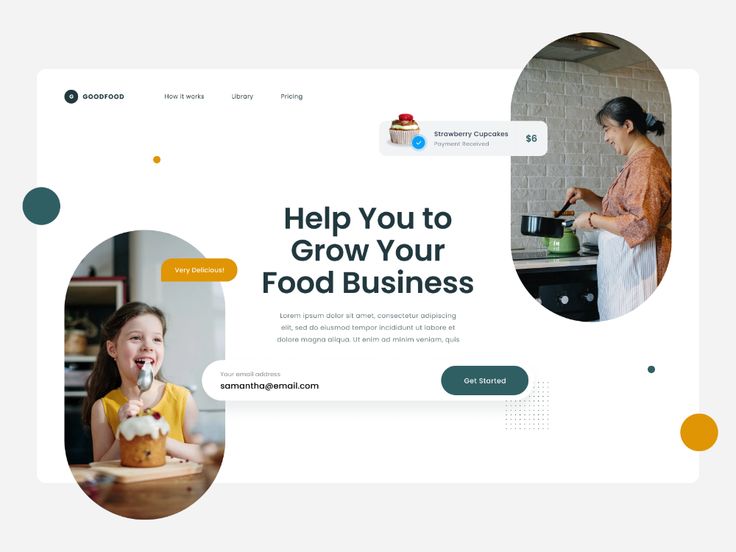 G GOODFOOD
How it works
Library
Pricing
Strawberry Cupcakes
Payment Received
$6
Help You to
Grow Your
Food Business
Very Delicious!
Lorem ipsum dolor sit amet, consectetur adipiscing
elit, sed do eiusmod tempor incididunt ut labore et
dolore magna aliqua. Ut enim ad minim veniam, quis
Your email address
samantha@email.com
Get Started